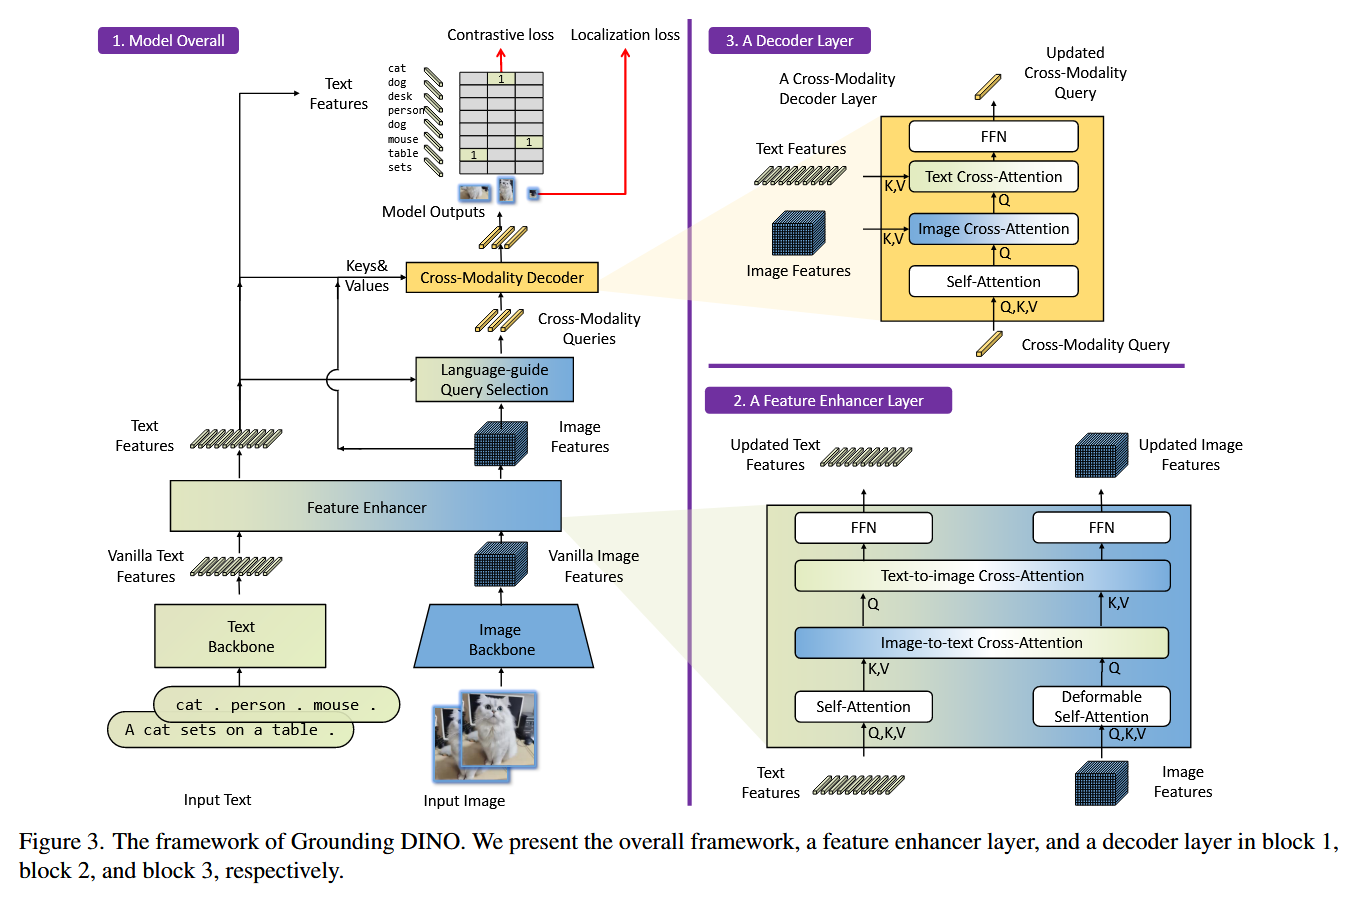 1. Model Overall
Contrastive loss
Localization loss
Text
Features
cat
dog
desk
person
dog
mouse
table
sets
1
1
1
Model Outputs
Keys&
Values
Cross-Modality Decoder
Cross-Modality
Queries
Language-guide
Query Selection
Text
Features
Image
Features
Feature Enhancer
Vanilla Text
Features
Vanilla Image
Features
Text
Backbone
Image
Backbone
cat . person . mouse .
A cat sets on a table .
Input Text
Input Image
3. A Decoder Layer
Updated
Cross-Modality
Query
A Cross-Modality
Decoder Layer
FFN
Text Features
Text Cross-Attention
K,V
Q
Image Cross-Attention
K,V
Q
Image Features
Self-Attention
Q,K,V
Cross-Modality Query
2. A Feature Enhancer Layer
Updated Text
Features
Updated Image
Features
FFN
FFN
Text-to-image Cross-Attention
Q
K,V
Image-to-text Cross-Attention
K,V
Q
Self-Attention
Deformable
Self-Attention
Q,K,V
Q,K,V
Text
Features
Image
Features
Figure 3. The framework of Grounding DINO. We present the overall framework, a feature enhancer layer, and a decoder layer in block 1,
block 2, and block 3, respectively.